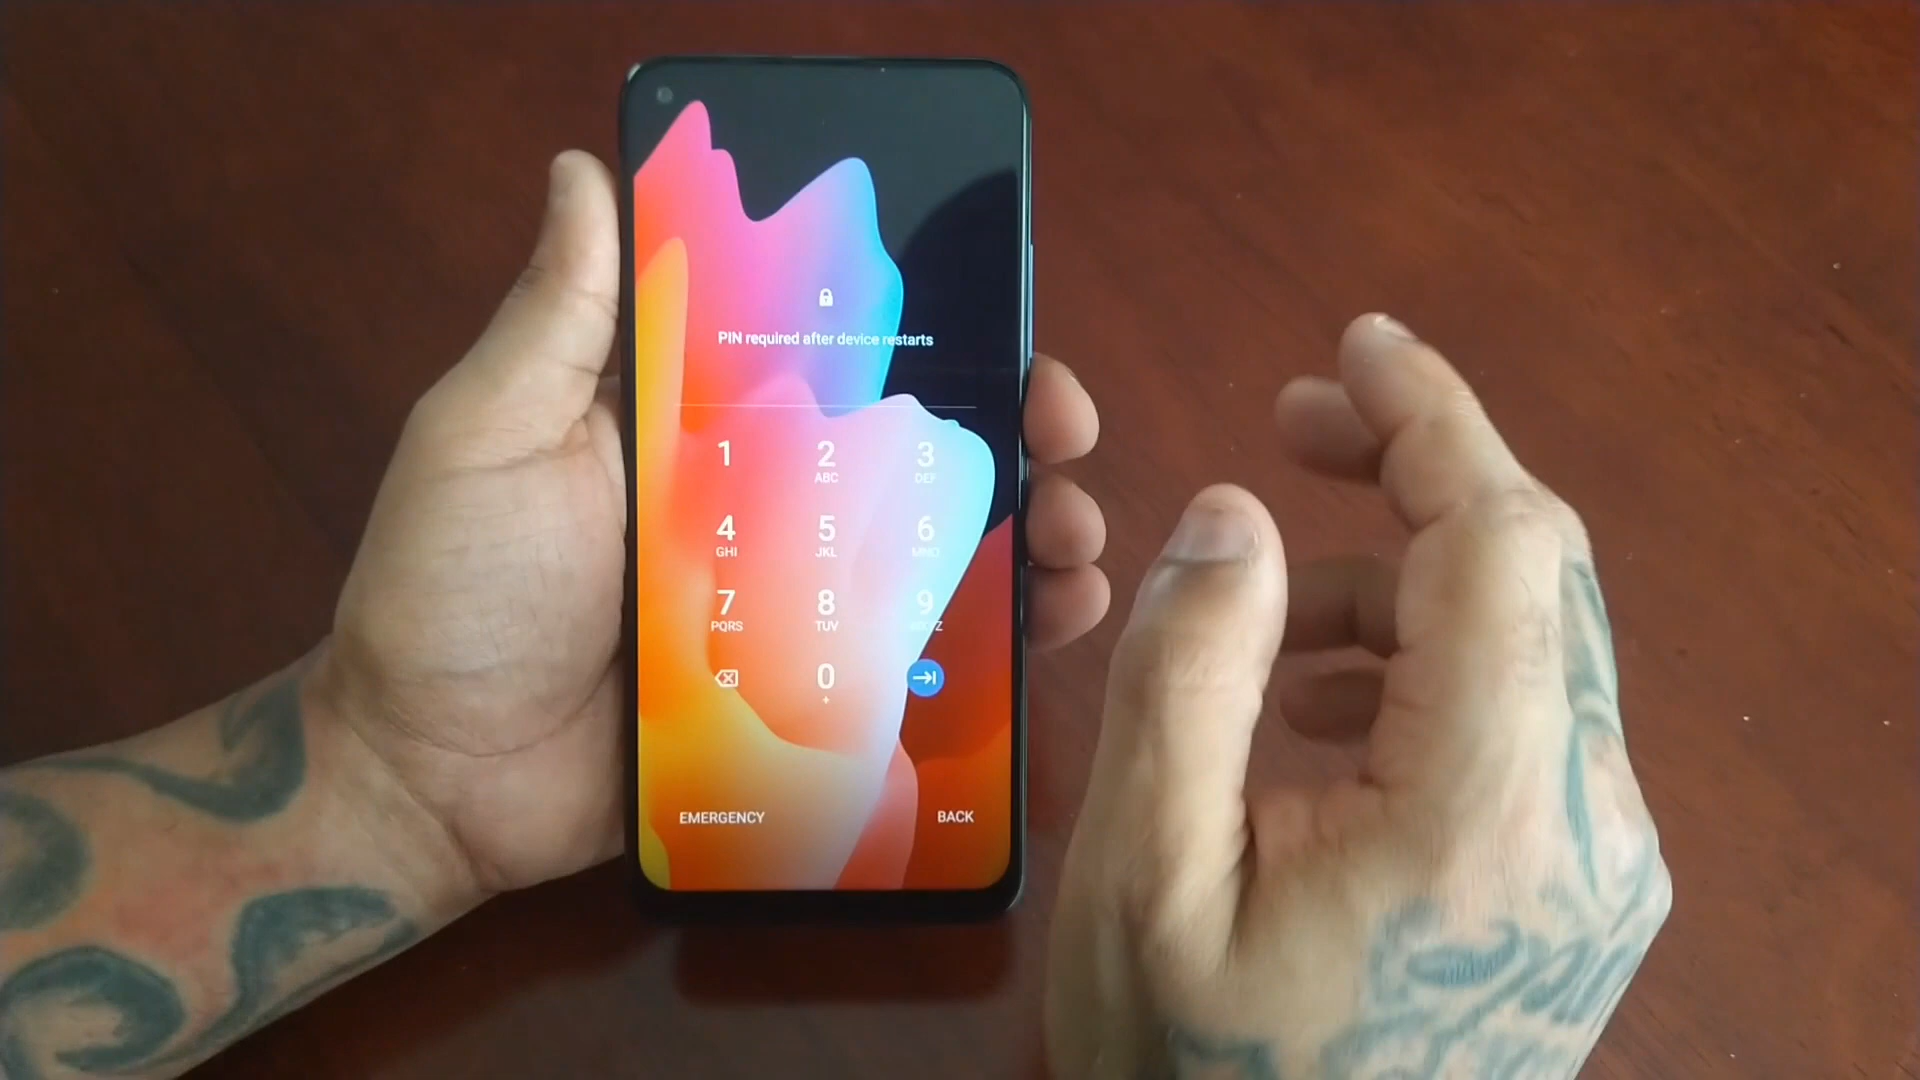 PIN required after device restarts
1
2
3
ABC
DEF
4
5
6
GHI
JKL
MNO
7
8
9
PQRS
TUV
0
+
EMERGENCY
BACK